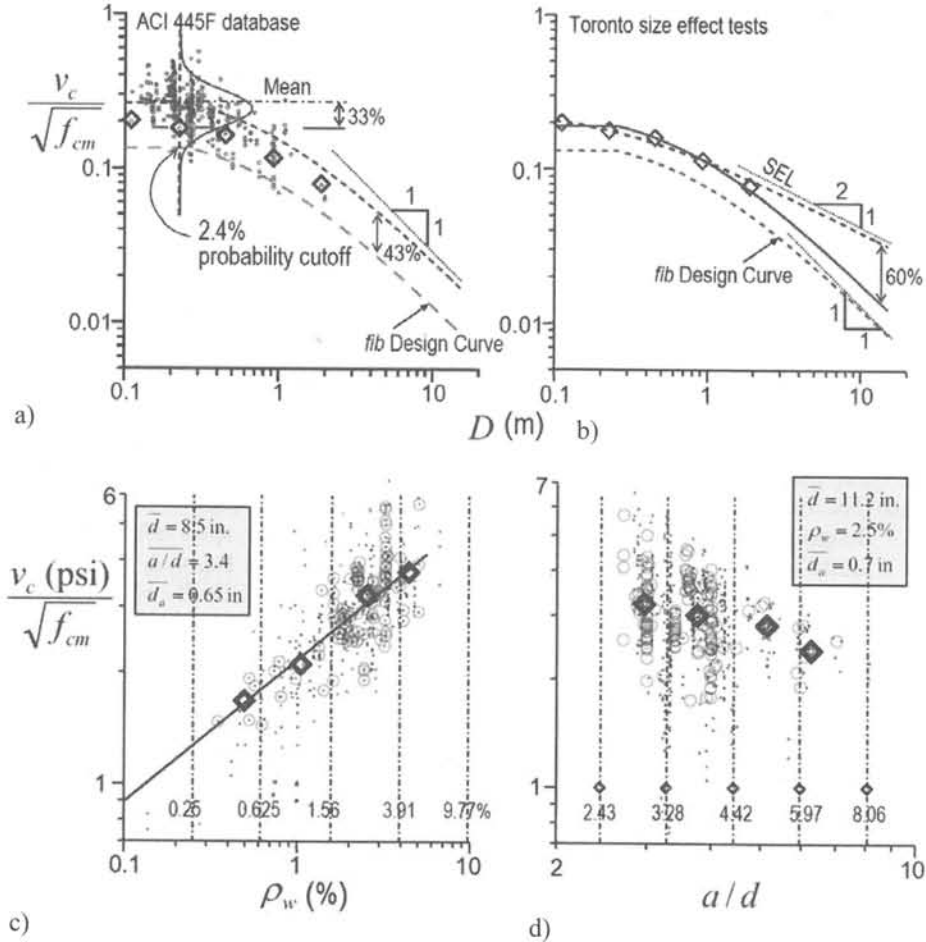 ACI 445F database
Mean
33%
2.4%
probability cutoff
43%
1
1
fib Design Curve
v_c
√f_cm
1
0.1
0.01
0.1
1
10
a)
Toronto size effect tests
SEL
2
1
fib Design Curve
60%
1
1
1
0.1
0.01
0.1
1
10
D (m)
b)
d̅ = 8.5 in.
a/d̅ = 3.4
d̅_a = 0.65 in
v_c (psi)
√f_cm
6
1
0.25 0.625 1.56 3.91 9.77%
0.1 1 10
ρ_w (%)
c)
d̅ = 11.2 in.
ρ_w = 2.5%
d̅_a = 0.7 in
7
1
2.43 3.28 4.42 5.97 8.06
2 10
a/d
d)